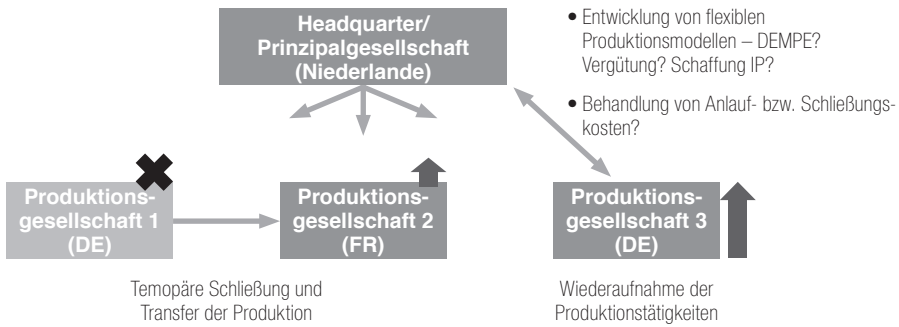 Headquarter/
Prinzipalgesellschaft
(Niederlande)
• Entwicklung von flexiblen
Produktionsmodellen – DEMPE?
Vergütung? Schaffung IP?
• Behandlung von Anlauf- bzw. Schließungs-
kosten?
Produktions-
gesellschaft 1
(DE)
Produktions-
gesellschaft 2
(FR)
Produktions-
gesellschaft 3
(DE)
Temopäre Schließung und
Transfer der Produktion
Wiederaufnahme der
Produktionstätigkeiten